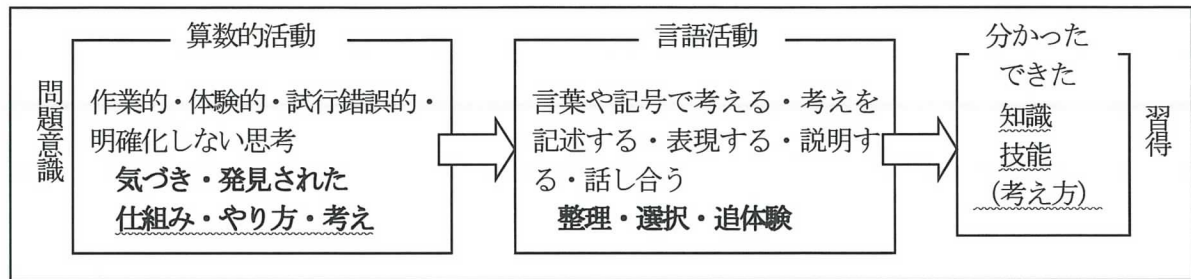 問題意識
算数的活動
作業的・体験的・試行錯誤的・
明確化しない思考
気づき・発見された
仕組み・やり方・考え
言語活動
言葉や記号で考える・考えを
記述する・表現する・説明す
る・話し合う
整理・選択・追体験
分かった
できた
知識
技能
(考え方)
習得